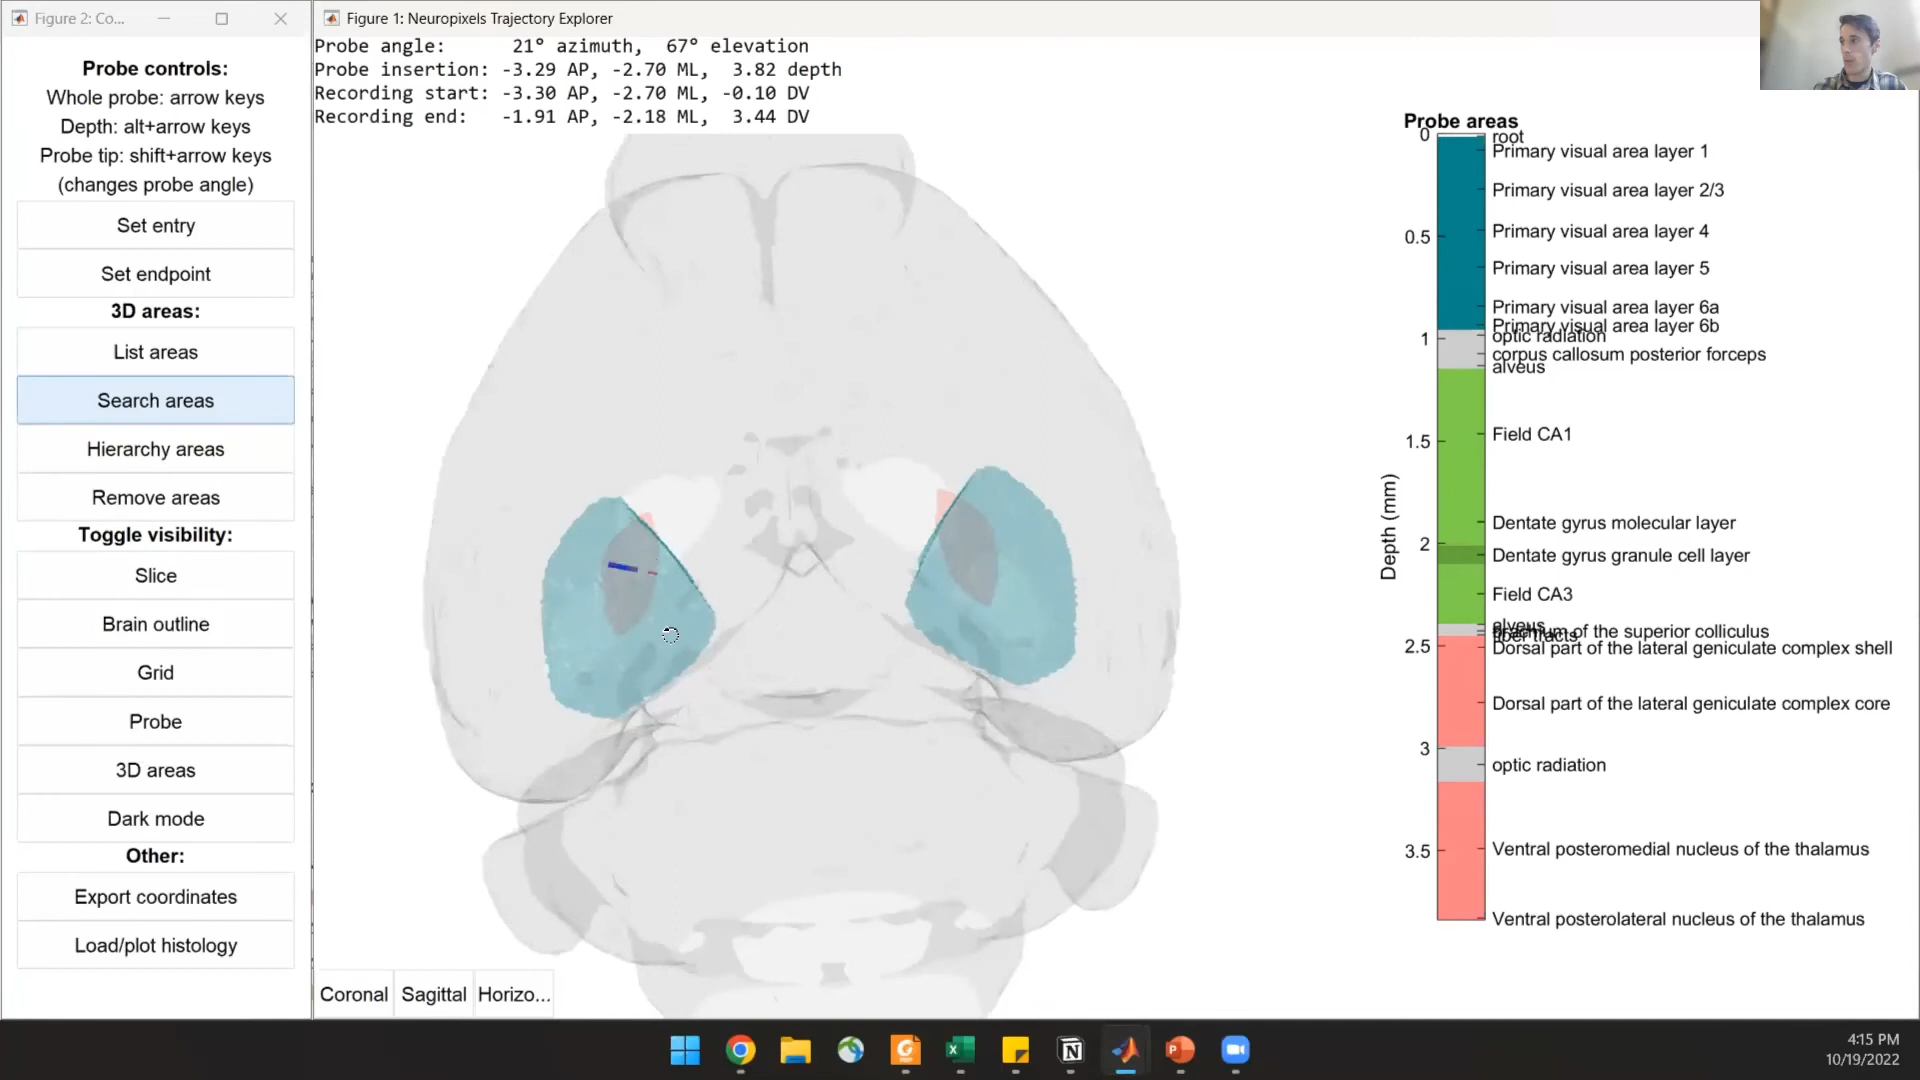 Figure 2: Co...
Probe controls:
Whole probe: arrow keys
Depth: alt+arrow keys
Probe tip: shift+arrow keys
(changes probe angle)
Set entry
Set endpoint
3D areas:
List areas
Search areas
Hierarchy areas
Remove areas
Toggle visibility:
Slice
Brain outline
Grid
Probe
3D areas
Dark mode
Other:
Export coordinates
Load/plot histology
Figure 1: Neuropixels Trajectory Explorer
Probe angle: 21° azimuth, 67° elevation
Probe insertion: -3.29 AP, -2.70 ML, 3.82 depth
Recording start: -3.30 AP, -2.70 ML, -0.10 DV
Recording end: -1.91 AP, -2.18 ML, 3.44 DV
Coronal
Sagittal
Horizo...
Probe areas
Depth (mm)
0
0.5
1
1.5
2
2.5
3
3.5
root
Primary visual area layer 1
Primary visual area layer 2/3
Primary visual area layer 4
Primary visual area layer 5
Primary visual area layer 6a
Primary visual area layer 6b
optic radiation
corpus callosum posterior forceps
alveus
Field CA1
Dentate gyrus molecular layer
Dentate gyrus granule cell layer
Field CA3
alveus
brachium of the superior colliculus
fiber tracts
Dorsal part of the lateral geniculate complex shell
Dorsal part of the lateral geniculate complex core
optic radiation
Ventral posteromedial nucleus of the thalamus
Ventral posterolateral nucleus of the thalamus
4:15 PM
10/19/2022